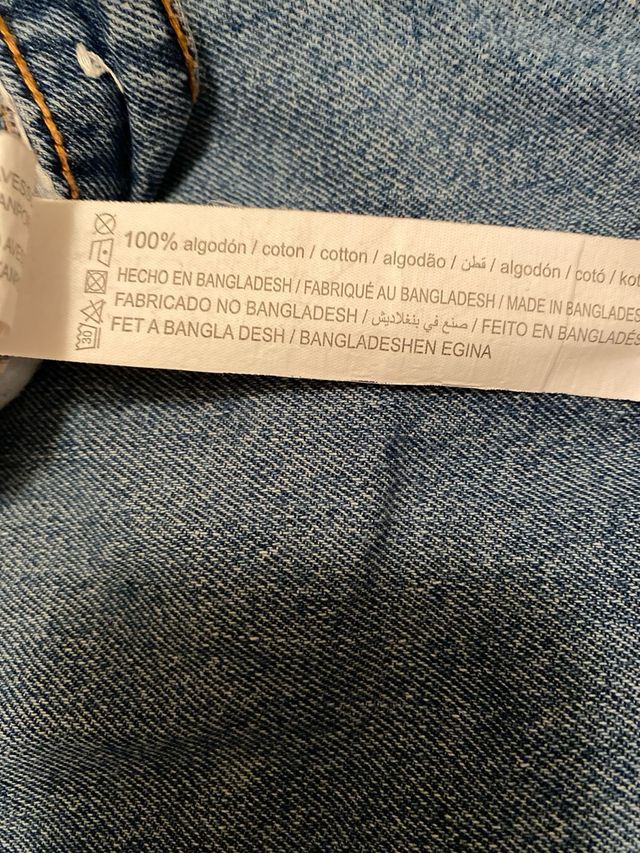 100% algodón / coton / cotton / algodão / قطن / algodón / cotó /
HECHO EN BANGLADESH / FABRIQUÉ AU BANGLADESH / MADE IN BANGLADES
FABRICADO NO BANGLADESH / صنع في بنغلاديش / FEITO EN BANGLADES
FET A BANGLA DESH / BANGLADESHEN EGINA
30